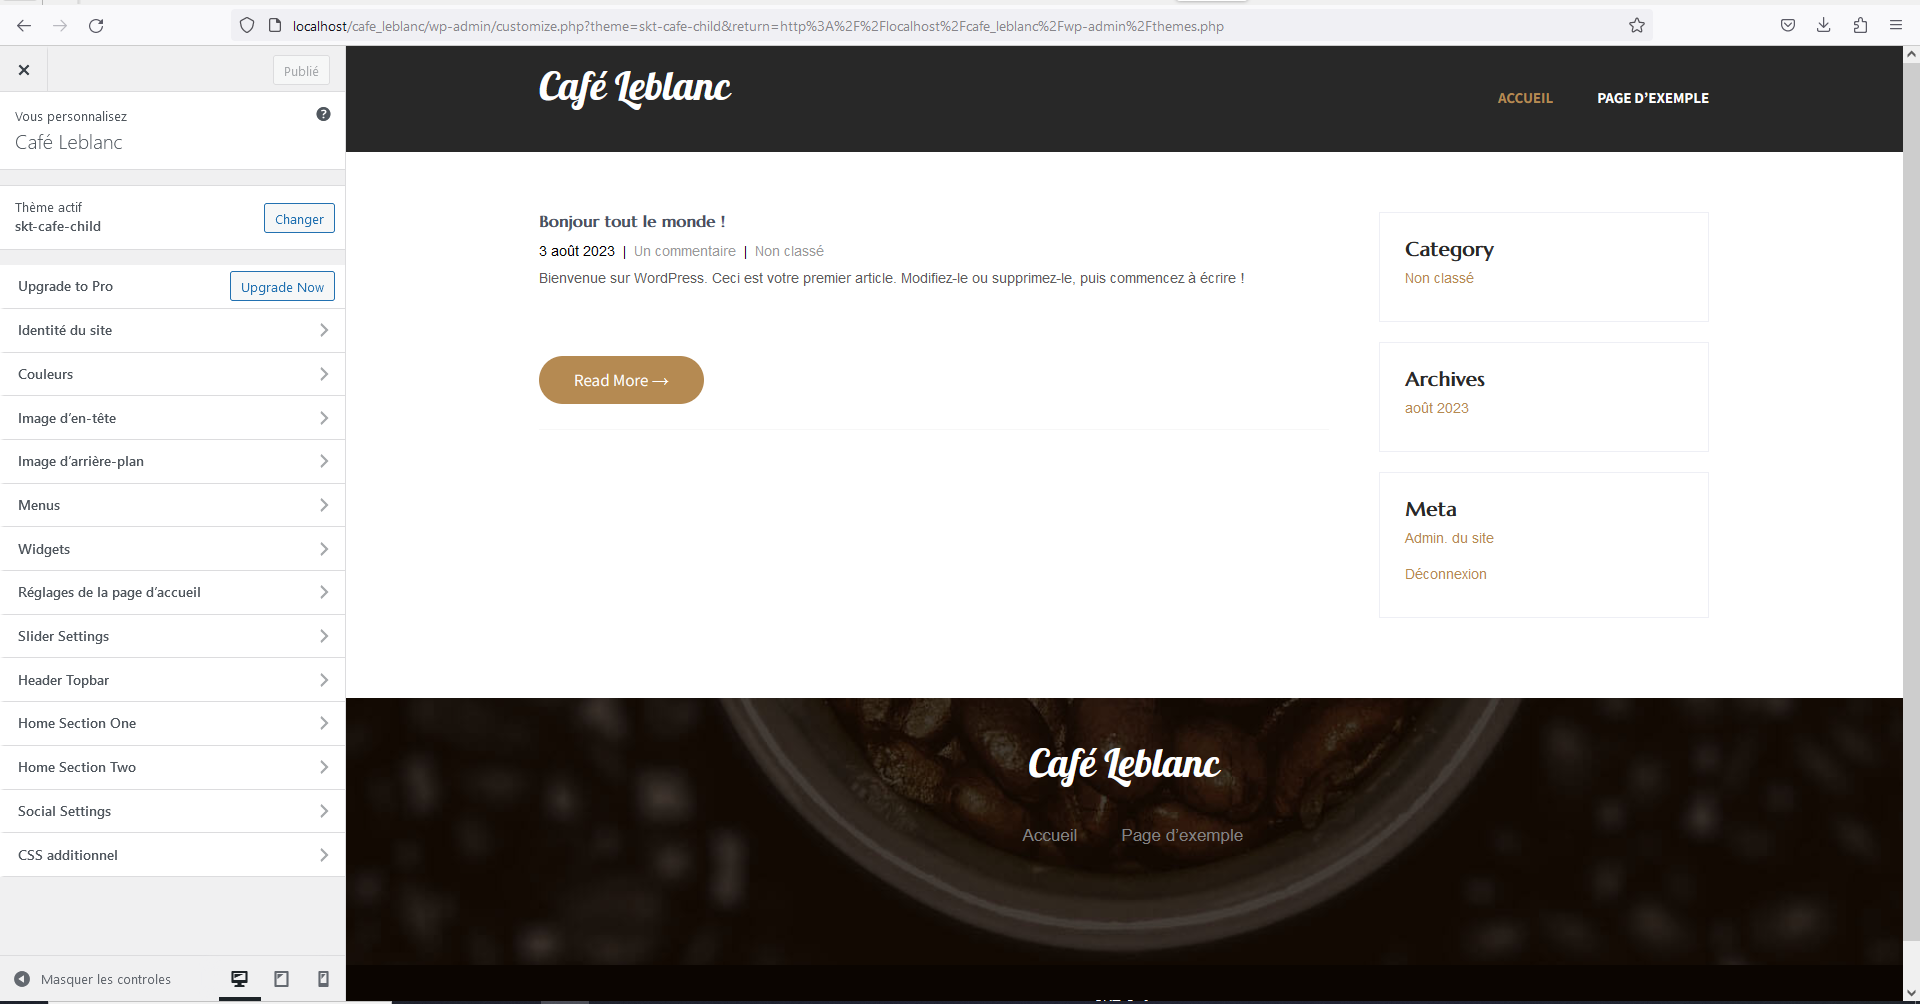 localhost/cafe_leblanc/wp-admin/customize.php?theme=skt-cafe-child&return=http%3A%2F%2Flocalhost%2Fcafe_leblanc%2Fwp-admin%2Fthemes.php
Publié
Vous personnalisez
Café Leblanc
Thème actif
skt-cafe-child
Changer
Upgrade to Pro
Upgrade Now
Identité du site
Couleurs
Image d’en-tête
Image d’arrière-plan
Menus
Widgets
Réglages de la page d’accueil
Slider Settings
Header Topbar
Home Section One
Home Section Two
Social Settings
CSS additionnel
Masquer les controles
Café Leblanc
ACCUEIL
PAGE D’EXEMPLE
Bonjour tout le monde !
3 août 2023 | Un commentaire | Non classé
Bienvenue sur WordPress. Ceci est votre premier article. Modifiez-le ou supprimez-le, puis commencez à écrire !
Read More →
Category
Non classé
Archives
août 2023
Meta
Admin. du site
Déconnexion
Café Leblanc
Accueil
Page d’exemple